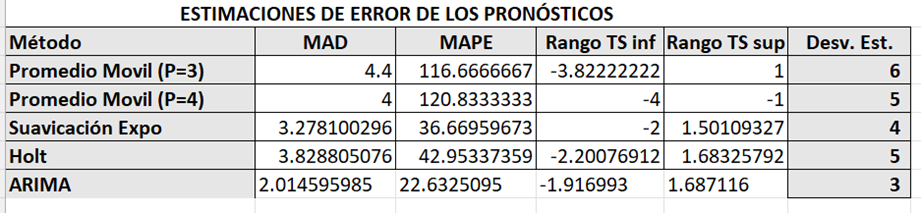 ESTIMACIONES DE ERROR DE LOS PRONÓSTICOS
Método MAD MAPE Rango TS inf Rango TS sup Desv. Est.
Promedio Movil (P=3) 4.4 116.6666667 -3.82222222 1 6
Promedio Movil (P=4) 4 120.8333333 -4 -1 5
Suavicación Expo 3.278100296 36.66959673 -2 1.50109327 4
Holt 3.828805076 42.95337359 -2.20076912 1.68325792 5
ARIMA 2.014595985 22.6325095 -1.916993 1.687116 3